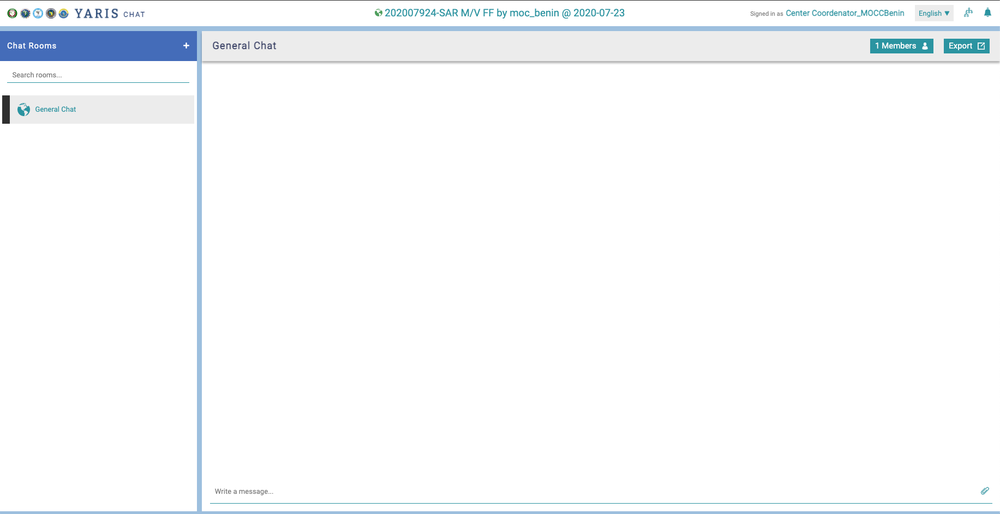 YARIS CHAT
202007924-SAR M/V FF by moc_benin @ 2020-07-23
Signed in as Center Coordenator_MOCCBenin
English ▼
Chat Rooms +
Search rooms...
General Chat
General Chat
1 Members
Export
Write a message...